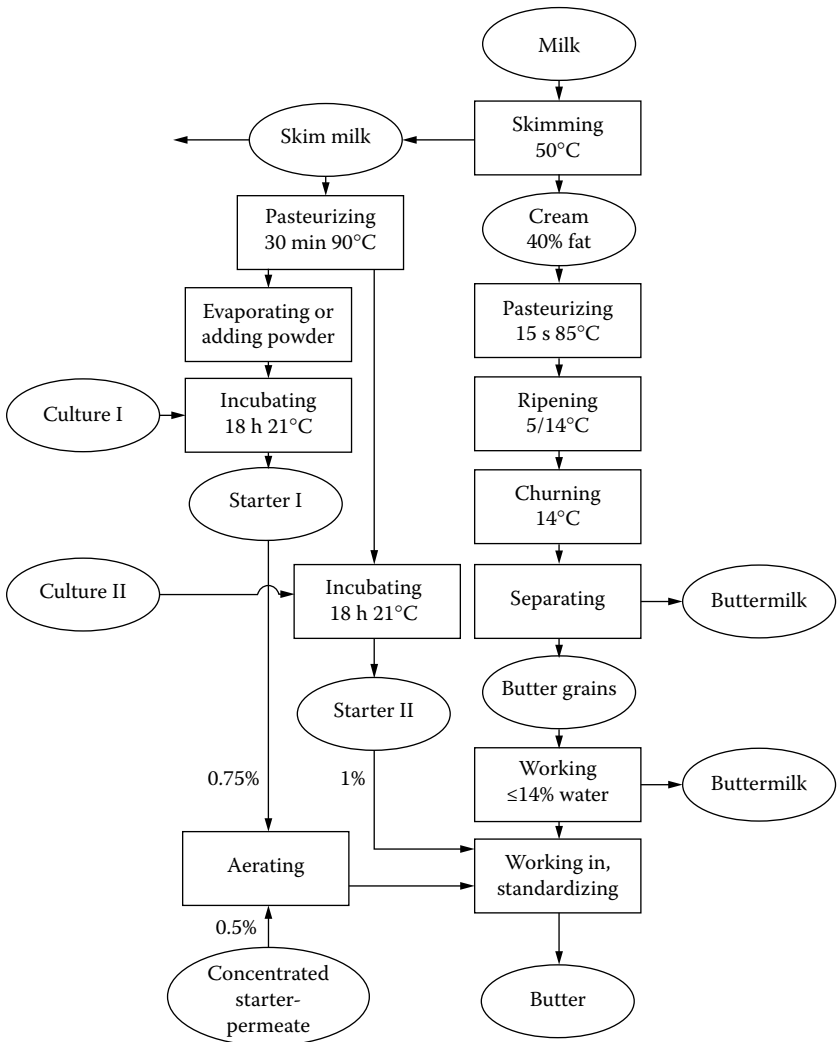 Milk
Skim milk
Skimming
50°C
Pasteurizing
30 min 90°C
Cream
40% fat
Evaporating or
adding powder
Pasteurizing
15 s 85°C
Culture I
Incubating
18 h 21°C
Ripening
5/14°C
Starter I
Churning
14°C
Culture II
Incubating
18 h 21°C
Separating
Buttermilk
Starter II
Butter grains
0.75%
1%
Working
≤14% water
Buttermilk
Aerating
Working in,
standardizing
0.5%
Concentrated
starter-
permeate
Butter